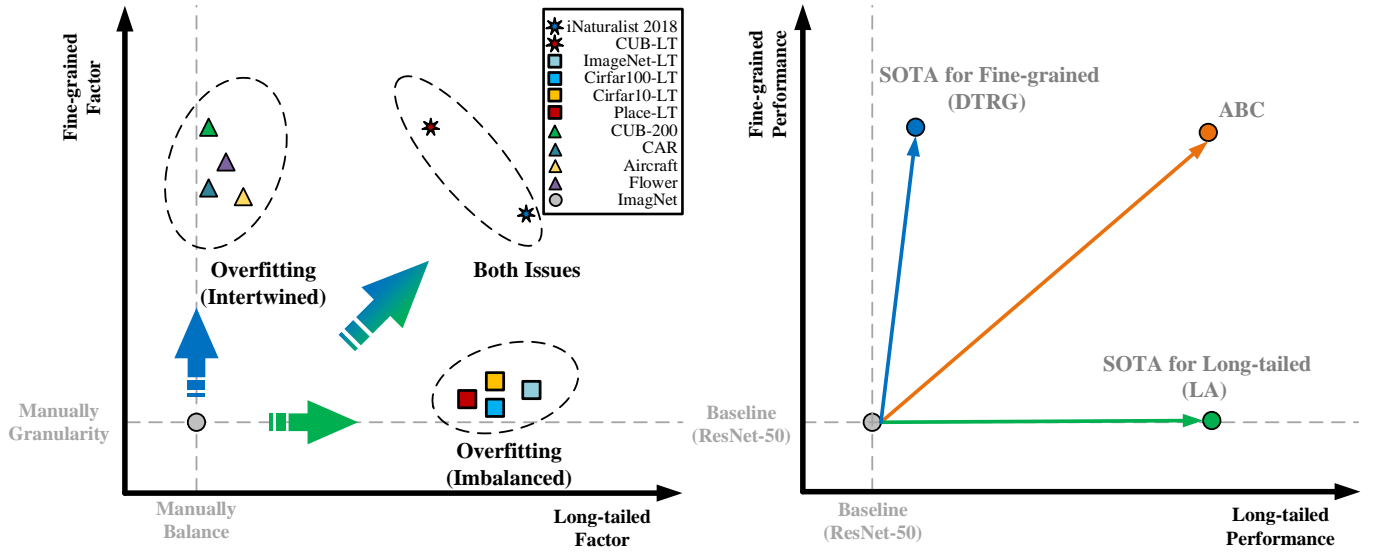 Fine-grained
Factor
iNaturalist 2018
CUB-LT
ImageNet-LT
Cirfar100-LT
Cirfar10-LT
Place-LT
CUB-200
CAR
Aircraft
Flower
ImagNet
Overfitting
(Intertwined)
Both Issues
Manually
Granularity
Overfitting
(Imbalanced)
Manually
Balance
Long-tailed
Factor
Fine-grained
Performance
SOTA for Fine-grained
(DTRG)
ABC
SOTA for Long-tailed
(LA)
Baseline
(ResNet-50)
Baseline
(ResNet-50)
Long-tailed
Performance